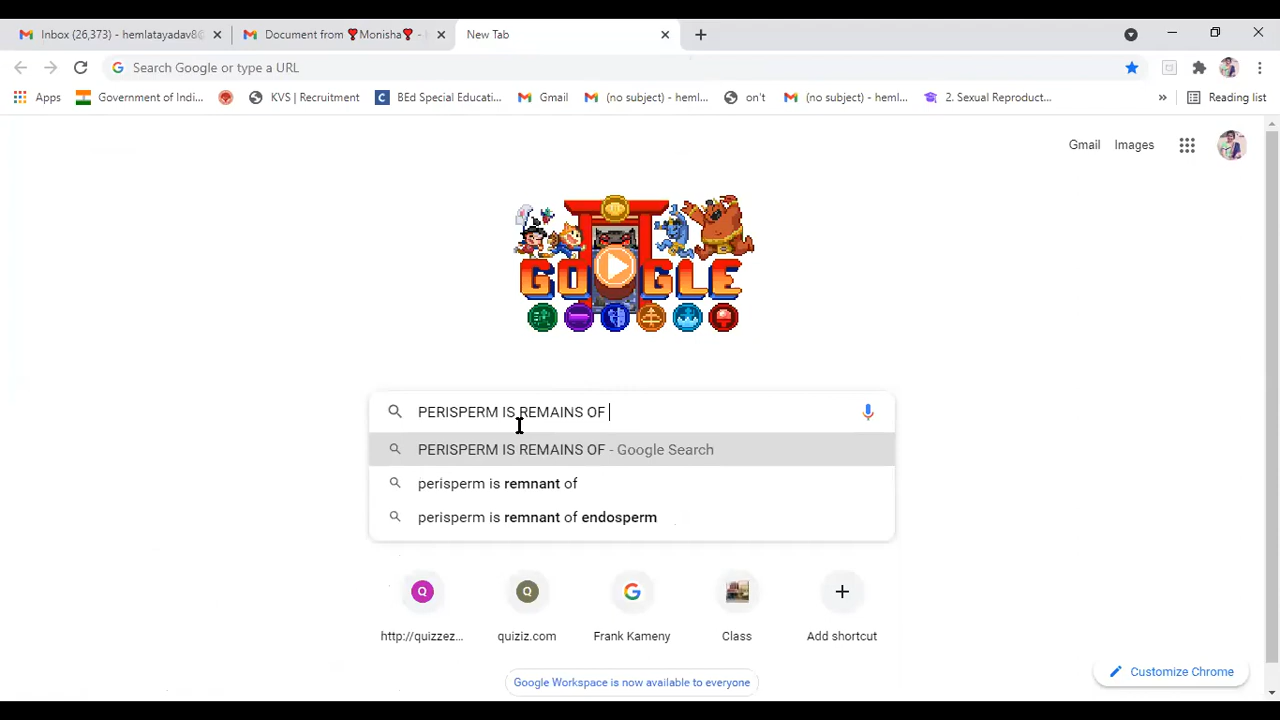 Inbox (26,373) - hemlatayadav8@
Document from ❣Monisha❣ -
New Tab
Search Google or type a URL
Apps
Government of Indi...
KVS | Recruitment
BEd Special Educati...
Gmail
(no subject) - heml...
on't
(no subject) - heml...
2. Sexual Reproduct...
»
Reading list
Gmail
Images
GOOGLE
PERISPERM IS REMAINS OF
PERISPERM IS REMAINS OF - Google Search
perisperm is remnant of
perisperm is remnant of endosperm
Q
Q
G
http://quizzez...
quiziz.com
Frank Kameny
Class
Add shortcut
Google Workspace is now available to everyone
Customize Chrome